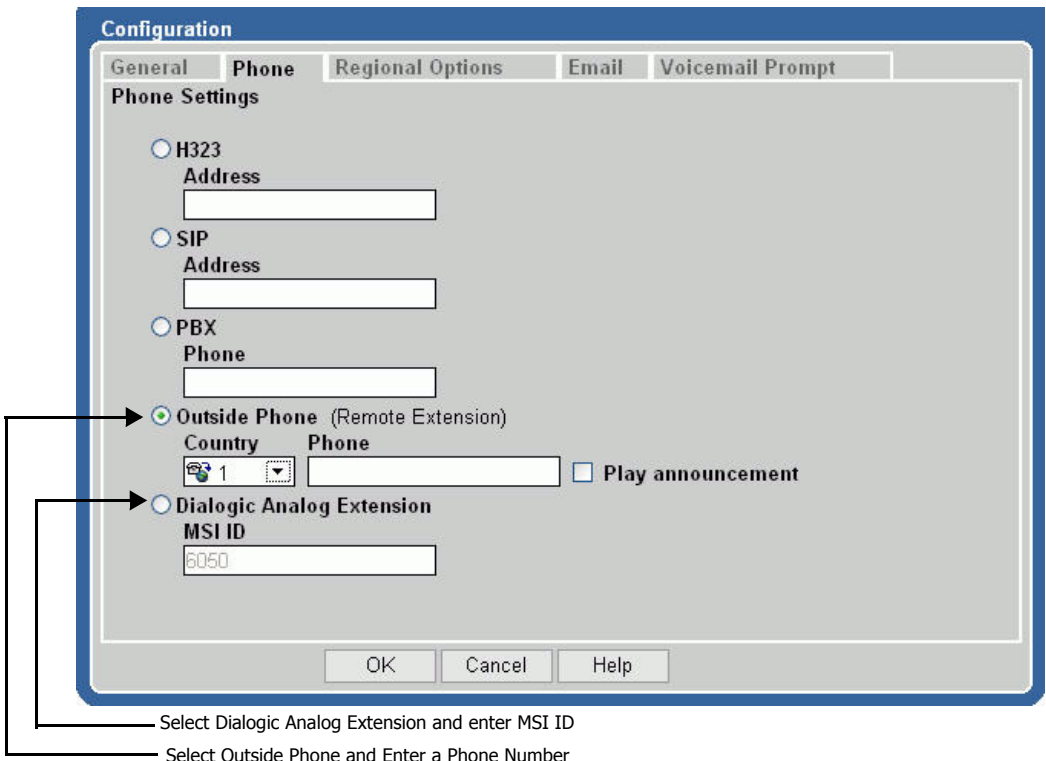 Configuration
General Phone Regional Options Email Voicemail Prompt
Phone Settings
H323
Address
SIP
Address
PBX
Phone
Outside Phone (Remote Extension)
Country Phone
1 Play announcement
Dialogic Analog Extension
MSI ID
6050
OK Cancel Help
Select Dialogic Analog Extension and enter MSI ID
Select Outside Phone and Enter a Phone Number